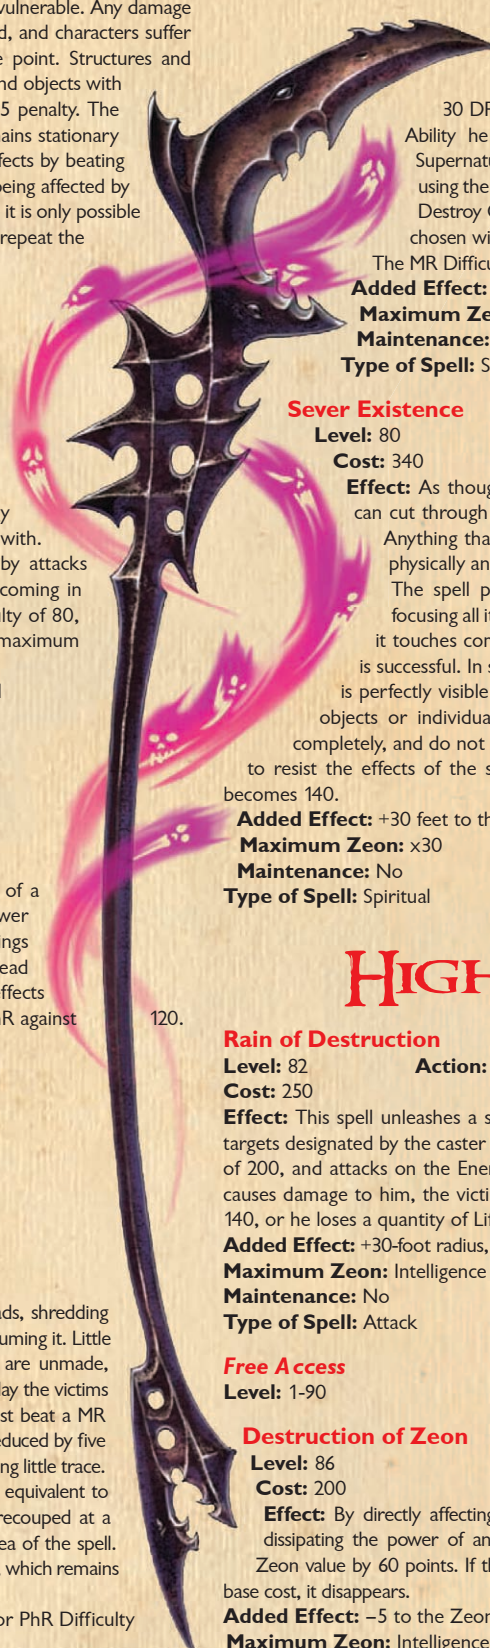 vulnerable. Any damage
d, and characters suffer
e point. Structures and
nd objects with
5 penalty. The
ains stationary
fects by beating
being affected by
it is only possible
repeat the
y
with.
by attacks
coming in
lty of 80,
maximum
of a
wer
ings
ead
ffects
R against 120.
ds, shredding
uming it. Little
are unmade,
lay the victims
st beat a MR
educed by five
ng little trace.
equivalent to
recouped at a
ea of the spell.
which remains
or PhR Difficulty
30 DP
Ability he
Supernatu
using the
Destroy
chosen wi
The MR Difficu
Added Effect:
Maximum Ze
Maintenance:
Type of Spell: S
Sever Existence
Level: 80
Cost: 340
Effect: As thoug
can cut through
Anything tha
physically an
The spell p
focusing all it
it touches con
is successful. In s
is perfectly visible
objects or individua
completely, and do not
to resist the effects of the s
becomes 140.
Added Effect: +30 feet to th
Maximum Zeon: x30
Maintenance: No
Type of Spell: Spiritual
HIGH
Rain of Destruction
Level: 82 Action:
Cost: 250
Effect: This spell unleashes a s
targets designated by the caster
of 200, and attacks on the Ener
causes damage to him, the victi
140, or he loses a quantity of Lif
Added Effect: +30-foot radius,
Maximum Zeon: Intelligence
Maintenance: No
Type of Spell: Attack
Free Access
Level: 1-90
Destruction of Zeon
Level: 86
Cost: 200
Effect: By directly affecting
dissipating the power of an
Zeon value by 60 points. If th
base cost, it disappears.
Added Effect: –5 to the Zeon
Maximum Zeon: Intelligence